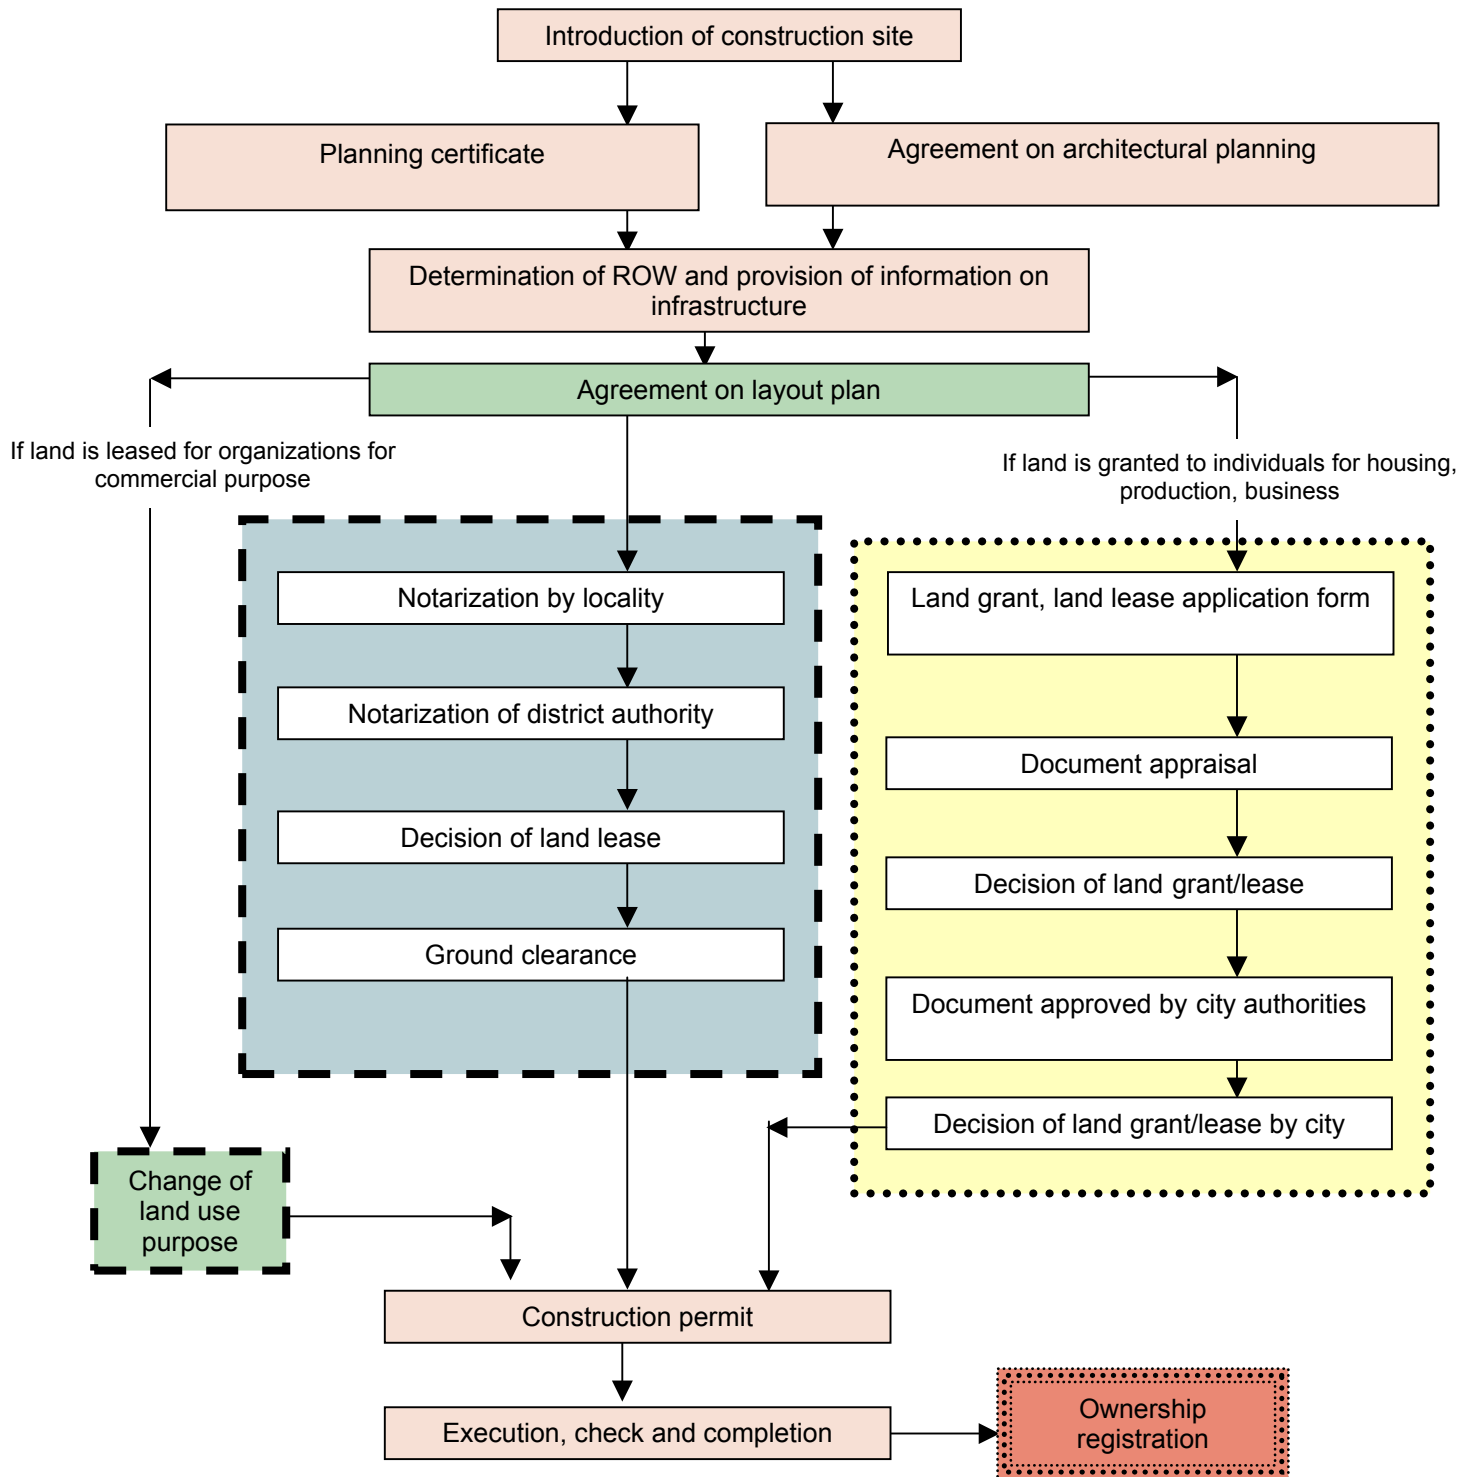 Introduction of construction site
Planning certificate
Agreement on architectural planning
Determination of ROW and provision of information on
infrastructure
Agreement on layout plan
If land is leased for organizations for
commercial purpose
If land is granted to individuals for housing,
production, business
Notarization by locality
Notarization of district authority
Decision of land lease
Ground clearance
Land grant, land lease application form
Document appraisal
Decision of land grant/lease
Document approved by city authorities
Decision of land grant/lease by city
Change of
land use
purpose
Construction permit
Execution, check and completion
Ownership
registration